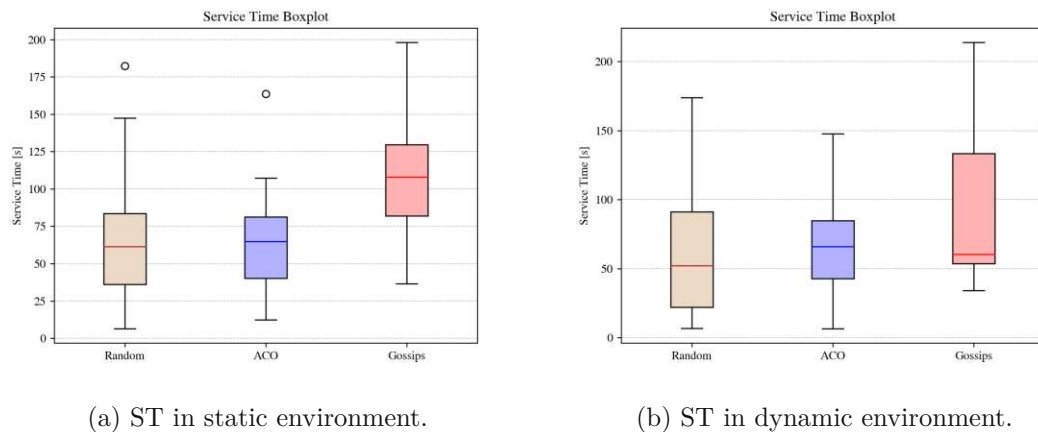 Service Time Boxplot
200
175
150
125
100
75
50
25
0
Service Time [s]
Random ACO Gossips
(a) ST in static environment.
Service Time Boxplot
200
150
100
50
0
Service Time [s]
Random ACO Gossips
(b) ST in dynamic environment.